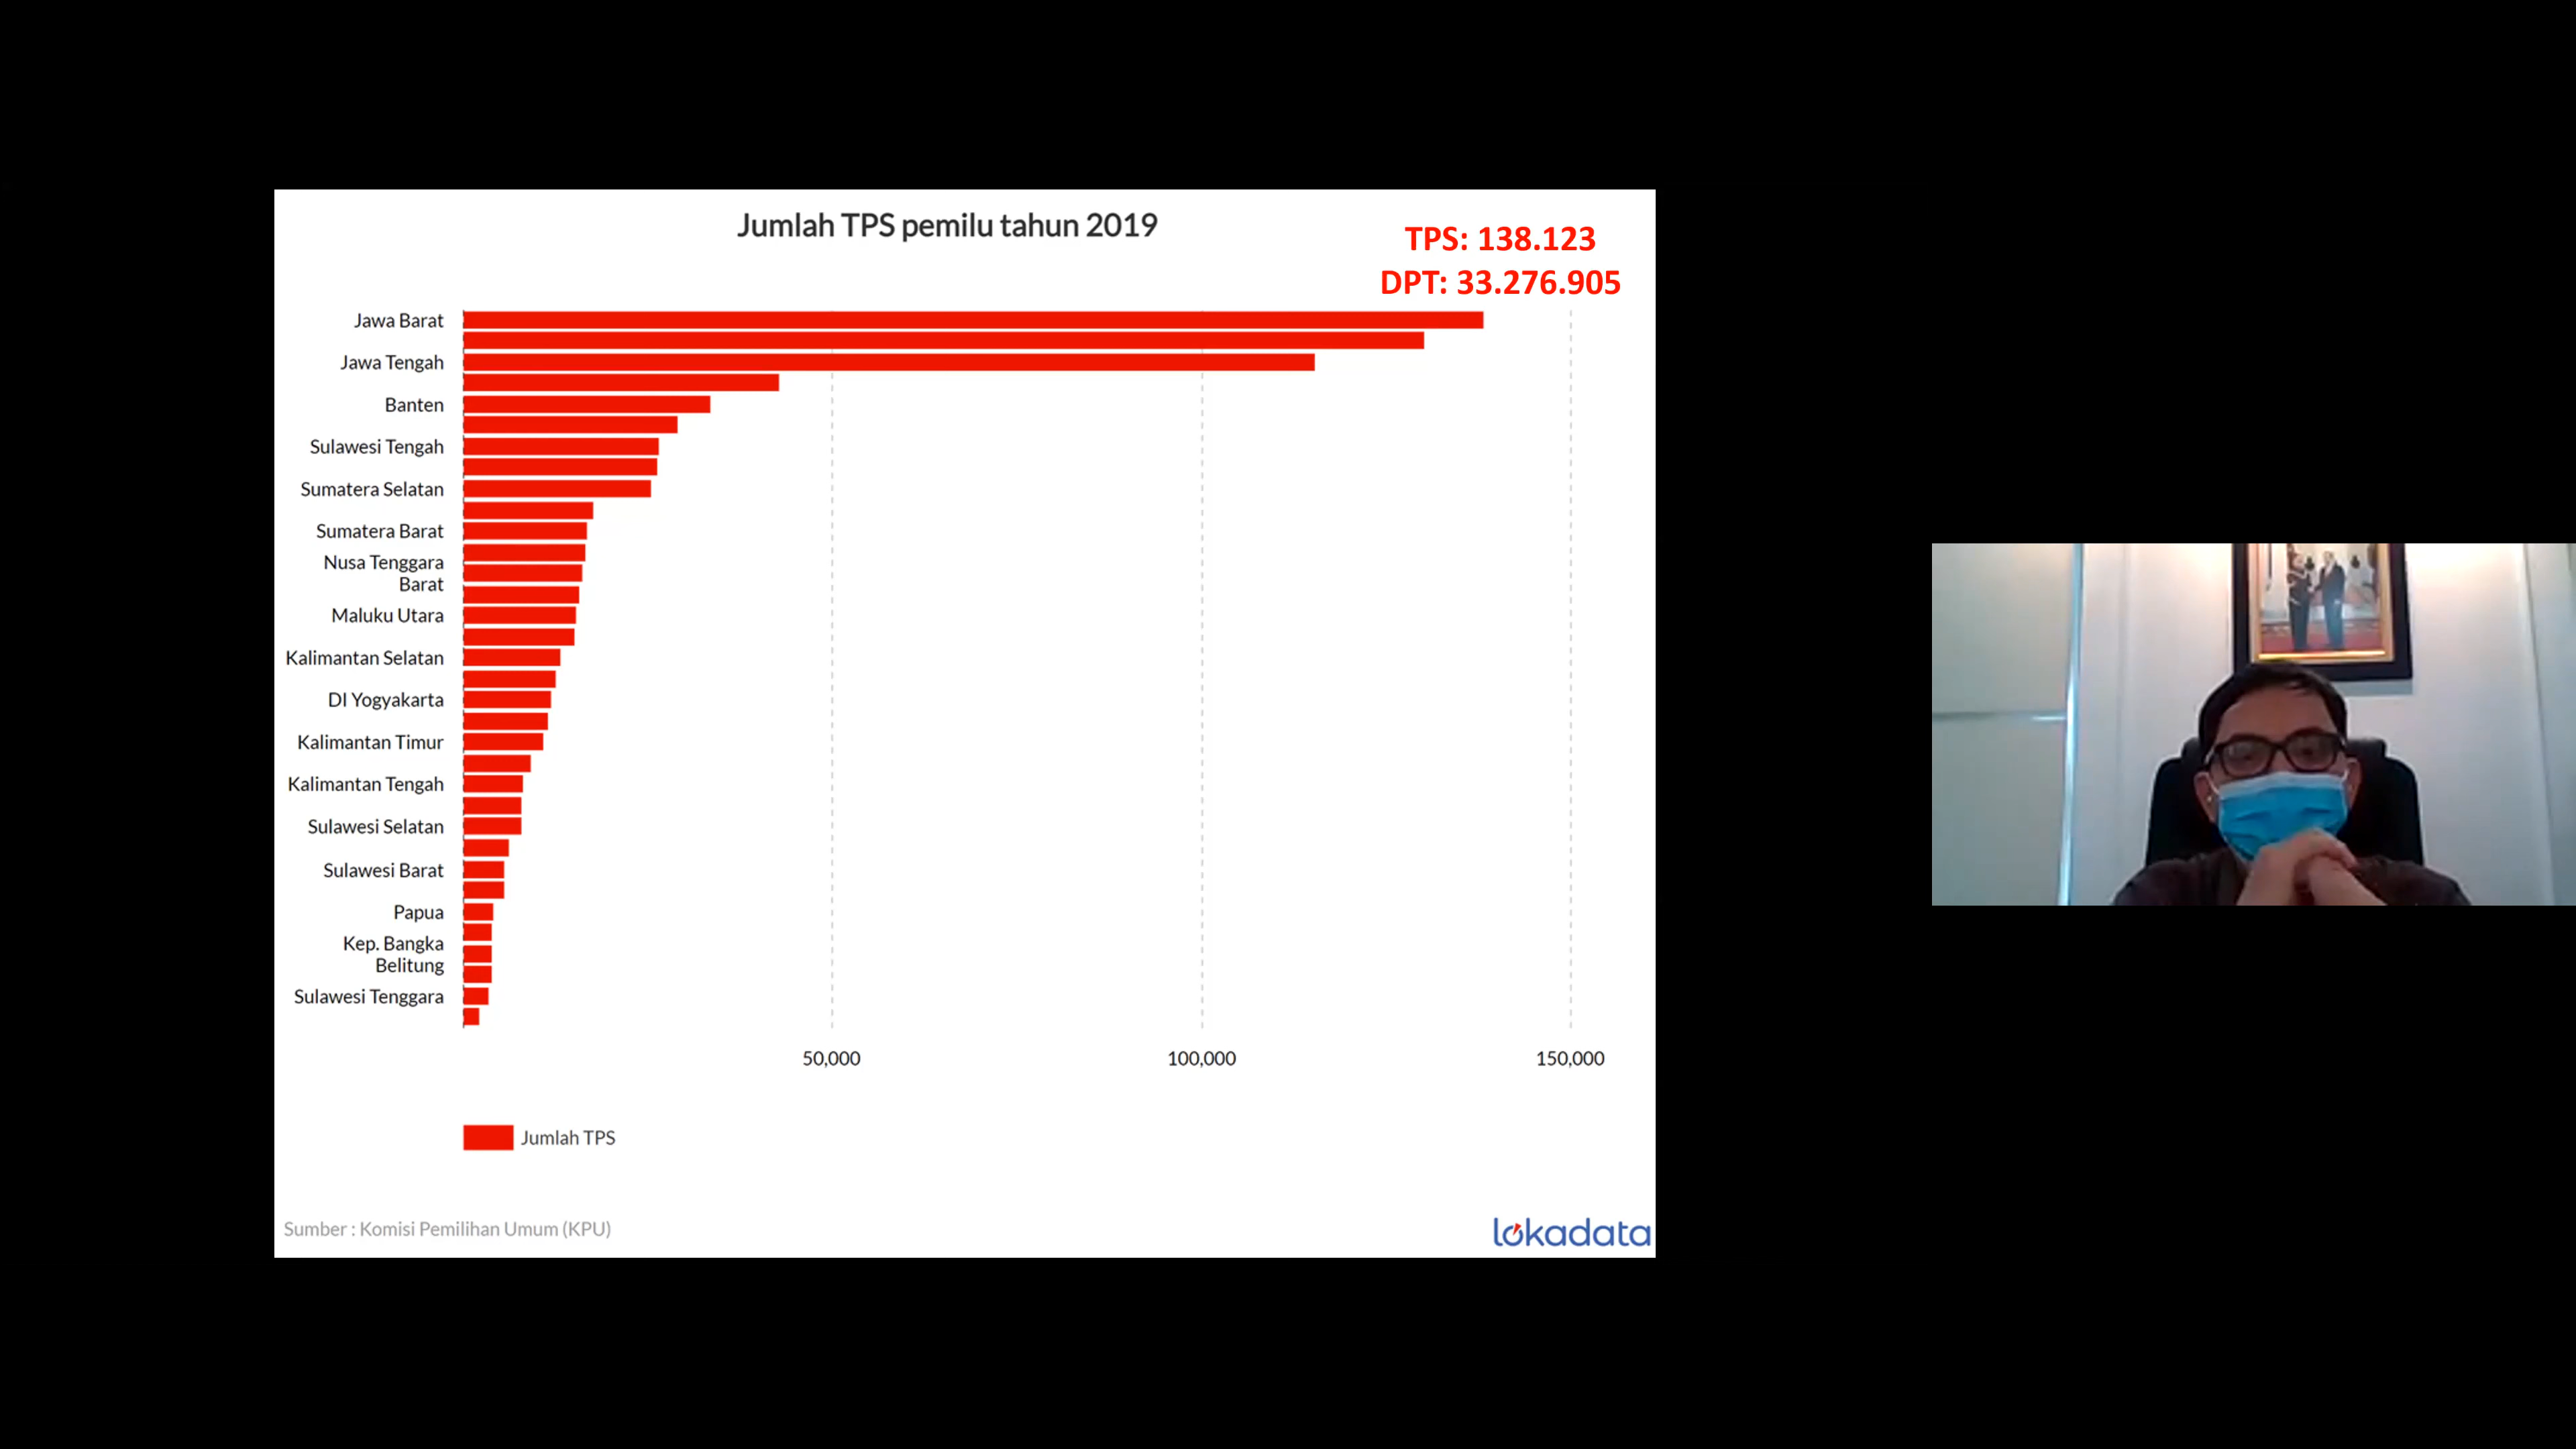 Jumlah TPS pemilu tahun 2019
TPS: 138.123
DPT: 33.276.905
Jawa Barat
Jawa Tengah
Banten
Sulawesi Tengah
Sumatera Selatan
Sumatera Barat
Nusa Tenggara
Barat
Maluku Utara
Kalimantan Selatan
DI Yogyakarta
Kalimantan Timur
Kalimantan Tengah
Sulawesi Selatan
Sulawesi Barat
Papua
Kep. Bangka
Belitung
Sulawesi Tenggara
50,000 100,000 150,000
Jumlah TPS
Sumber : Komisi Pemilihan Umum (KPU)
lokadata